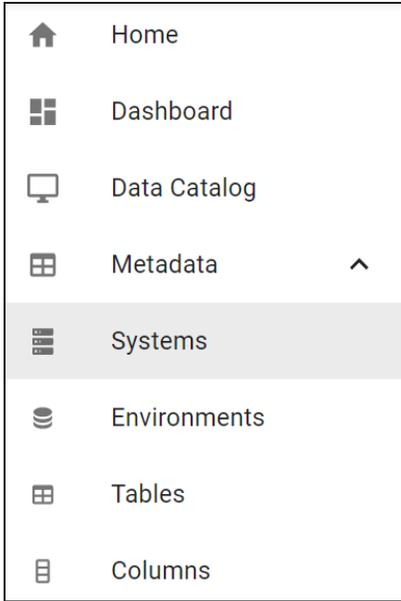 Home
Dashboard
Data Catalog
Metadata
Systems
Environments
Tables
Columns